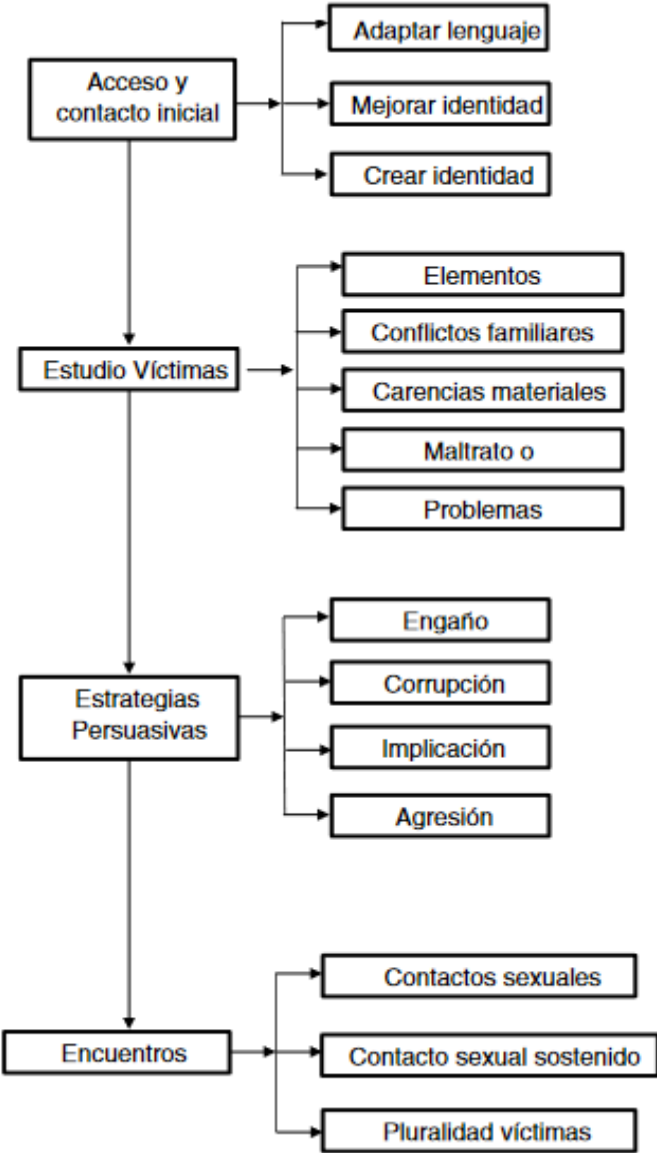 Adaptar lenguaje
Acceso y
contacto inicial
Mejorar identidad
Crear identidad
Elementos
Conflictos familiares
Estudio Víctimas
Carencias materiales
Maltrato o
Problemas
Engaño
Estrategias
Persuasivas
Corrupción
Implicación
Agresión
Contactos sexuales
Encuentros
Contacto sexual sostenido
Pluralidad víctimas